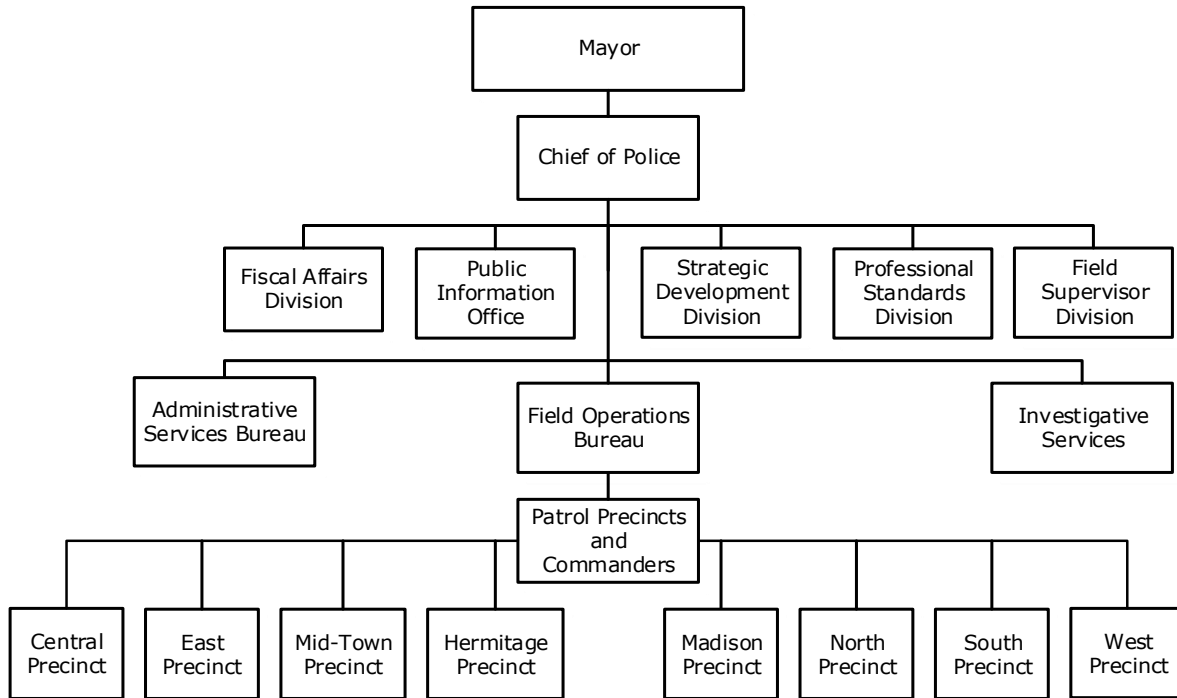 Mayor
Chief of Police
Fiscal Affairs
Division
Public
Information
Office
Strategic
Development
Division
Professional
Standards
Division
Field
Supervisor
Division
Administrative
Services Bureau
Field Operations
Bureau
Investigative
Services
Patrol Precincts
and
Commanders
Central
Precinct
East
Precinct
Mid-Town
Precinct
Hermitage
Precinct
Madison
Precinct
North
Precinct
South
Precinct
West
Precinct